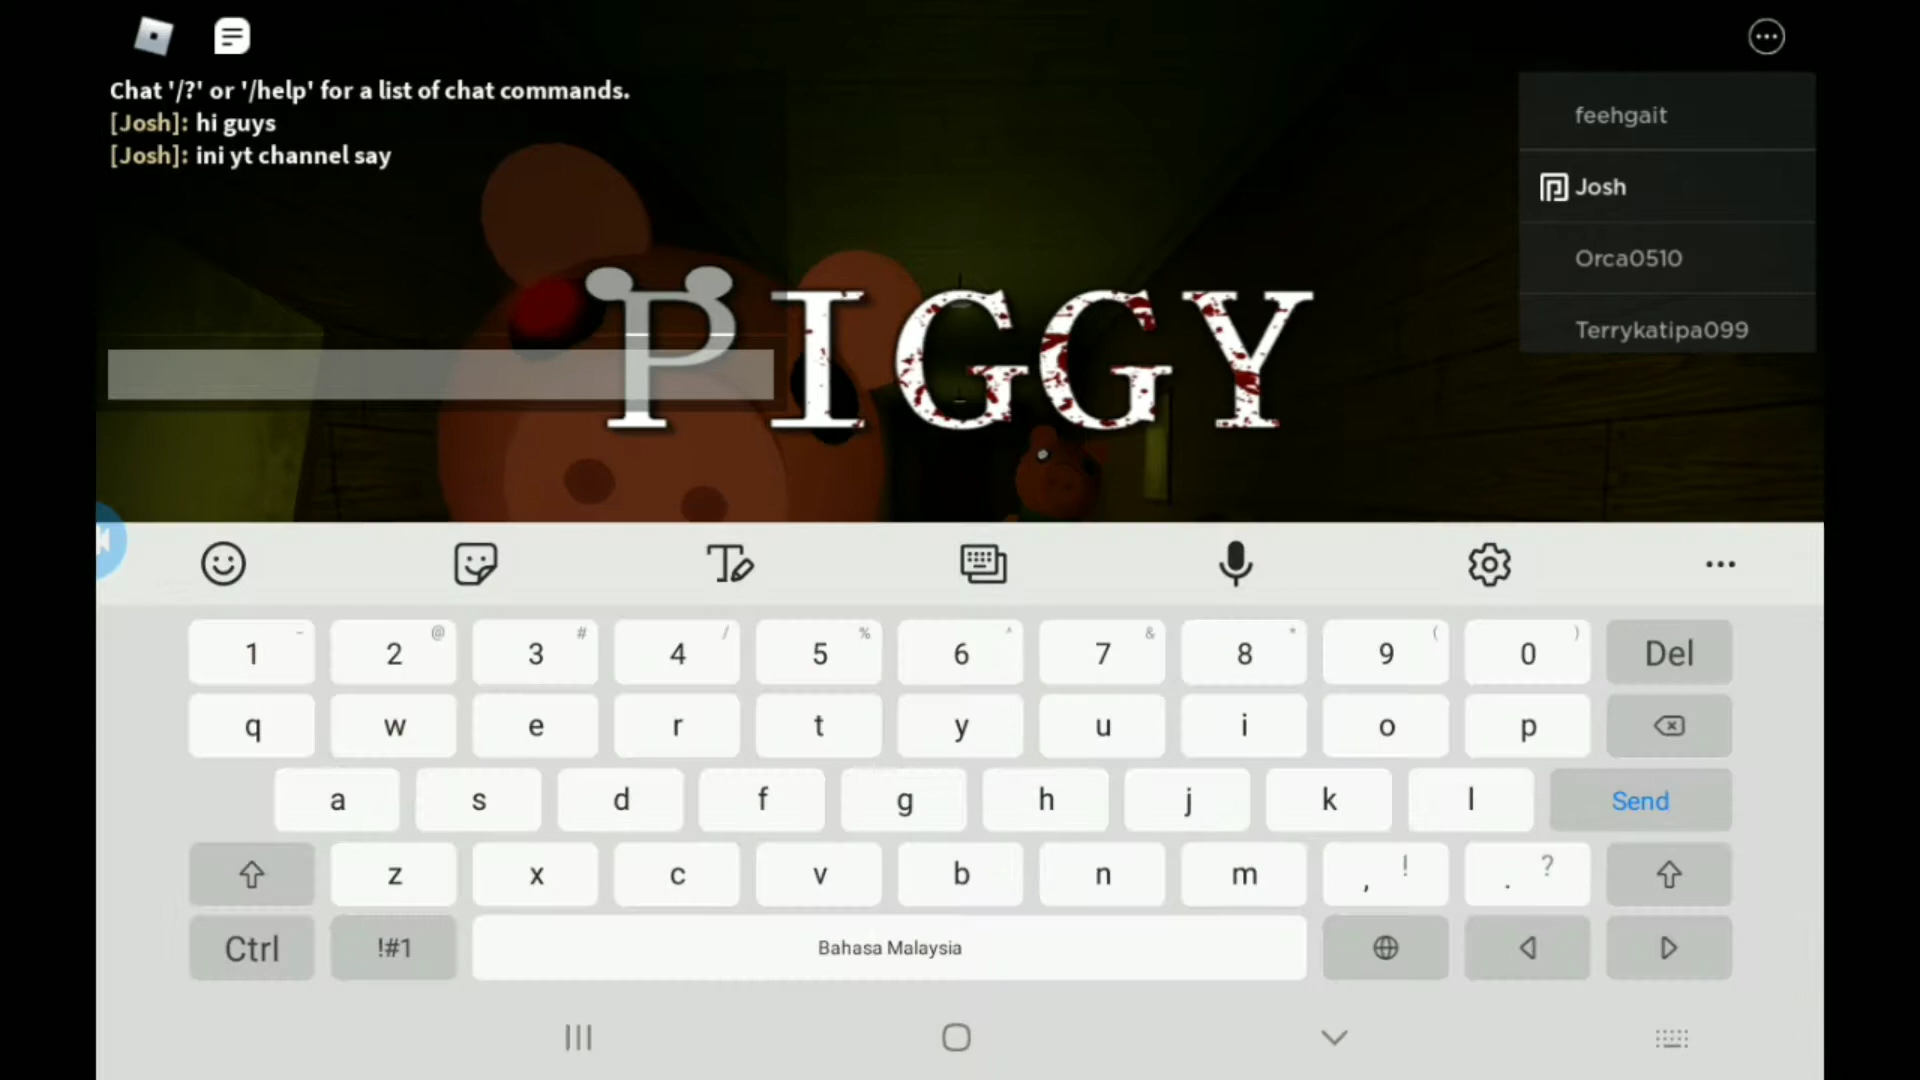 Chat '/?' or '/help' for a list of chat commands.
[Josh]: hi guys
[Josh]: ini yt channel say
feehgait
Josh
Orca0510
Terrykatipa099
PIGGY
1 - 2 @ 3 # 4 / 5 % 6 ^ 7 & 8 * 9 ( 0 ) Del
q w e r t y u i o p
a s d f g h j k l Send
z x c v b n m , ! . ?
Ctrl !#1 Bahasa Malaysia